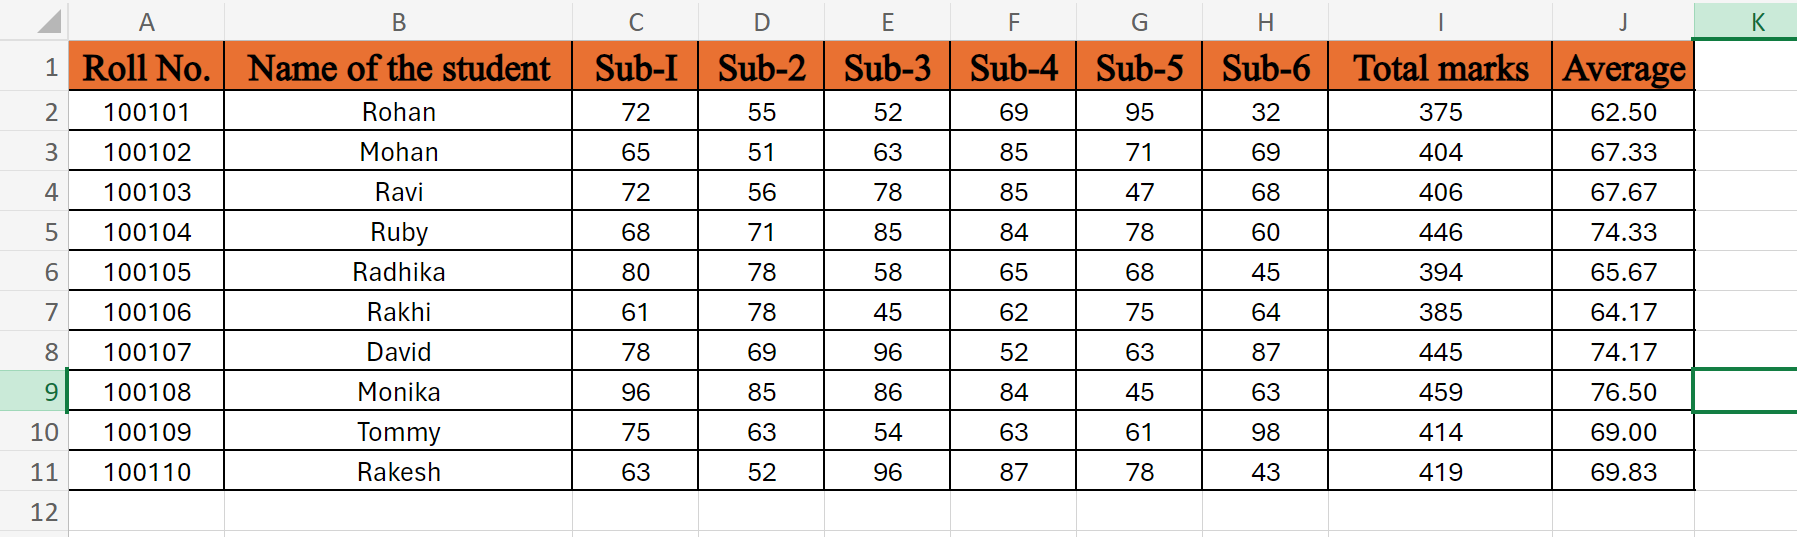 A B C D E F G H I J K
1 Roll No. Name of the student Sub-I Sub-2 Sub-3 Sub-4 Sub-5 Sub-6 Total marks Average
2 100101 Rohan 72 55 52 69 95 32 375 62.50
3 100102 Mohan 65 51 63 85 71 69 404 67.33
4 100103 Ravi 72 56 78 85 47 68 406 67.67
5 100104 Ruby 68 71 85 84 78 60 446 74.33
6 100105 Radhika 80 78 58 65 68 45 394 65.67
7 100106 Rakhi 61 78 45 62 75 64 385 64.17
8 100107 David 78 69 96 52 63 87 445 74.17
9 100108 Monika 96 85 86 84 45 63 459 76.50
10 100109 Tommy 75 63 54 63 61 98 414 69.00
11 100110 Rakesh 63 52 96 87 78 43 419 69.83
12